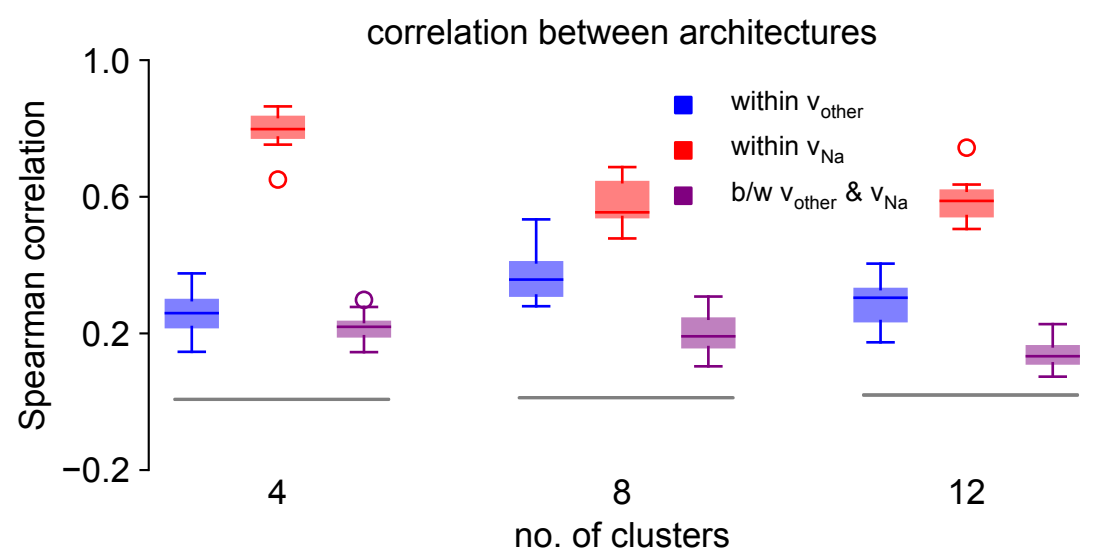 correlation between architectures
Spearman correlation
1.0
0.6
0.2
−0.2
within v_other
within v_Na
b/w v_other & v_Na
4 8 12
no. of clusters